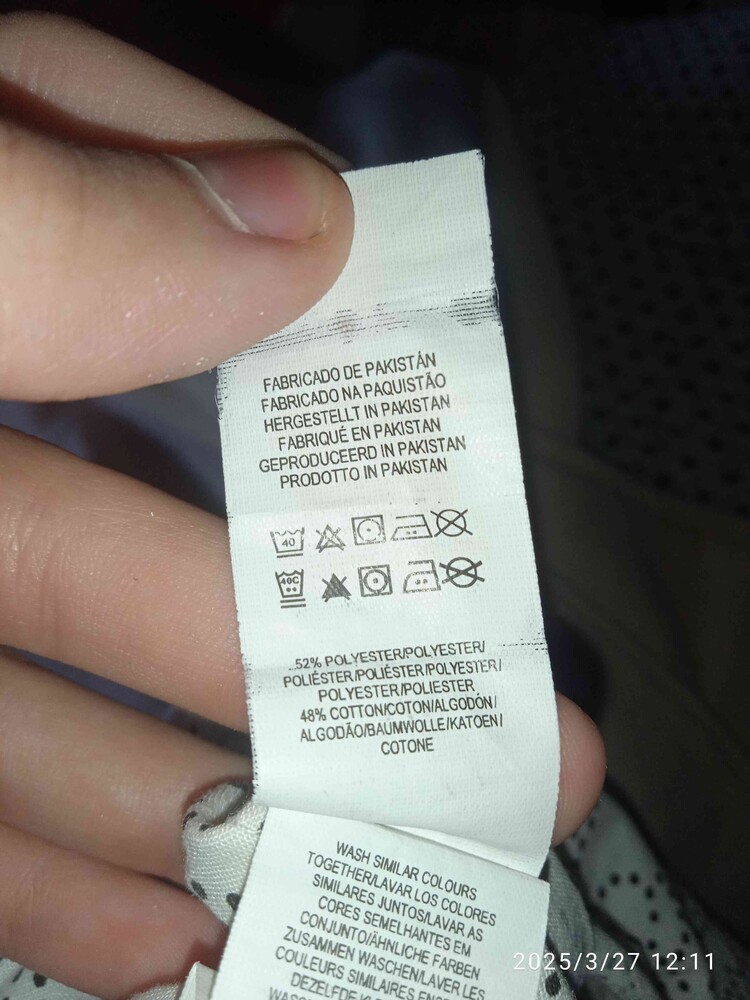 FABRICADO DE PAKISTÁN
FABRICADO NA PAQUISTÃO
HERGESTELLT IN PAKISTAN
FABRIQUÉ EN PAKISTAN
GEPRODUCEERD IN PAKISTAN
PRODOTTO IN PAKISTAN
40
40C
52% POLYESTER/POLYESTER/
POLIÉSTER/POLIÉSTER/POLYESTER/
POLYESTER/POLIESTER
48% COTTON/COTON/ALGODÓN/
ALGODÃO/BAUMWOLLE/KATOEN/
COTONE
WASH SIMILAR COLOURS
TOGETHER/LAVAR LOS COLORES
SIMILARES JUNTOS/LAVAR AS
CORES SEMELHANTES EM
CONJUNTO/ÄHNLICHE FARBEN
ZUSAMMEN WASCHEN/LAVER LES
COULEURS SIMILAIRES
DEZELFDE
2025/3/27 12:11